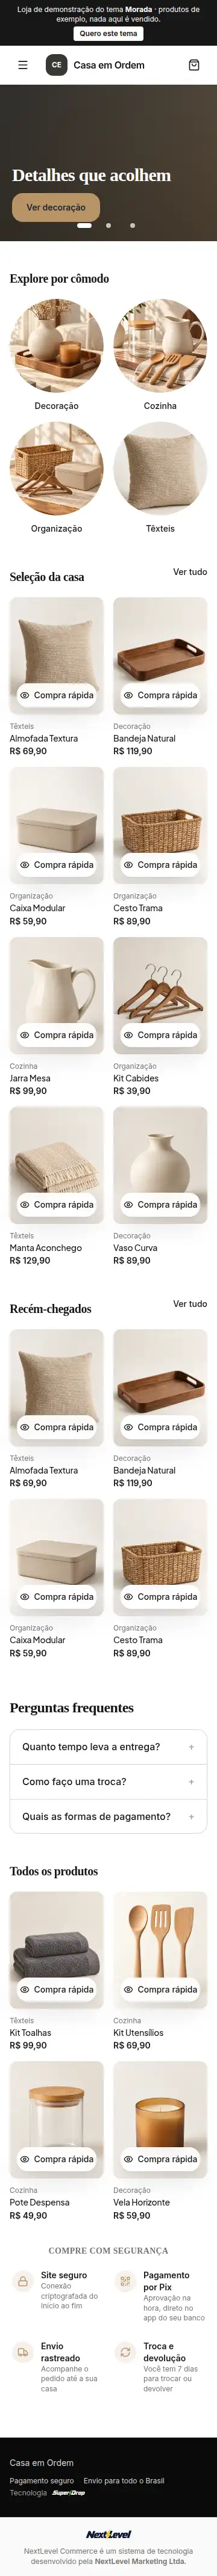 Loja de demonstração do tema Morada · produtos de
exemplo, nada aqui é vendido.
Quero este tema
CE
Casa em Ordem
Detalhes que acolhem
Ver decoração
Explore por cômodo
Decoração
Cozinha
Organização
Têxteis
Seleção da casa
Ver tudo
Compra rápida
Compra rápida
Têxteis
Decoração
Almofada Textura
Bandeja Natural
R$ 69,90
R$ 119,90
Compra rápida
Compra rápida
Organização
Organização
Caixa Modular
Cesto Trama
R$ 59,90
R$ 89,90
Compra rápida
Compra rápida
Cozinha
Organização
Jarra Mesa
Kit Cabides
R$ 99,90
R$ 39,90
Compra rápida
Compra rápida
Têxteis
Decoração
Manta Aconchego
Vaso Curva
R$ 129,90
R$ 89,90
Recém-chegados
Ver tudo
Compra rápida
Compra rápida
Têxteis
Decoração
Almofada Textura
Bandeja Natural
R$ 69,90
R$ 119,90
Compra rápida
Compra rápida
Organização
Organização
Caixa Modular
Cesto Trama
R$ 59,90
R$ 89,90
Perguntas frequentes
Quanto tempo leva a entrega? +
Como faço uma troca? +
Quais as formas de pagamento? +
Todos os produtos
Compra rápida
Compra rápida
Têxteis
Cozinha
Kit Toalhas
Kit Utensílios
R$ 99,90
R$ 69,90
Compra rápida
Compra rápida
Cozinha
Decoração
Pote Despensa
Vela Horizonte
R$ 49,90
R$ 59,90
COMPRE COM SEGURANÇA
Site seguro
Conexão
criptografada do
início ao fim
Pagamento
por Pix
Aprovação na
hora, direto no
app do seu banco
Envio
rastreado
Acompanhe o
pedido até a sua
casa
Troca e
devolução
Você tem 7 dias
para trocar ou
devolver
Casa em Ordem
Pagamento seguro
Envio para todo o Brasil
Tecnologia SuperDrop
NextLevel
NextLevel Commerce é um sistema de tecnologia
desenvolvido pela NextLevel Marketing Ltda.